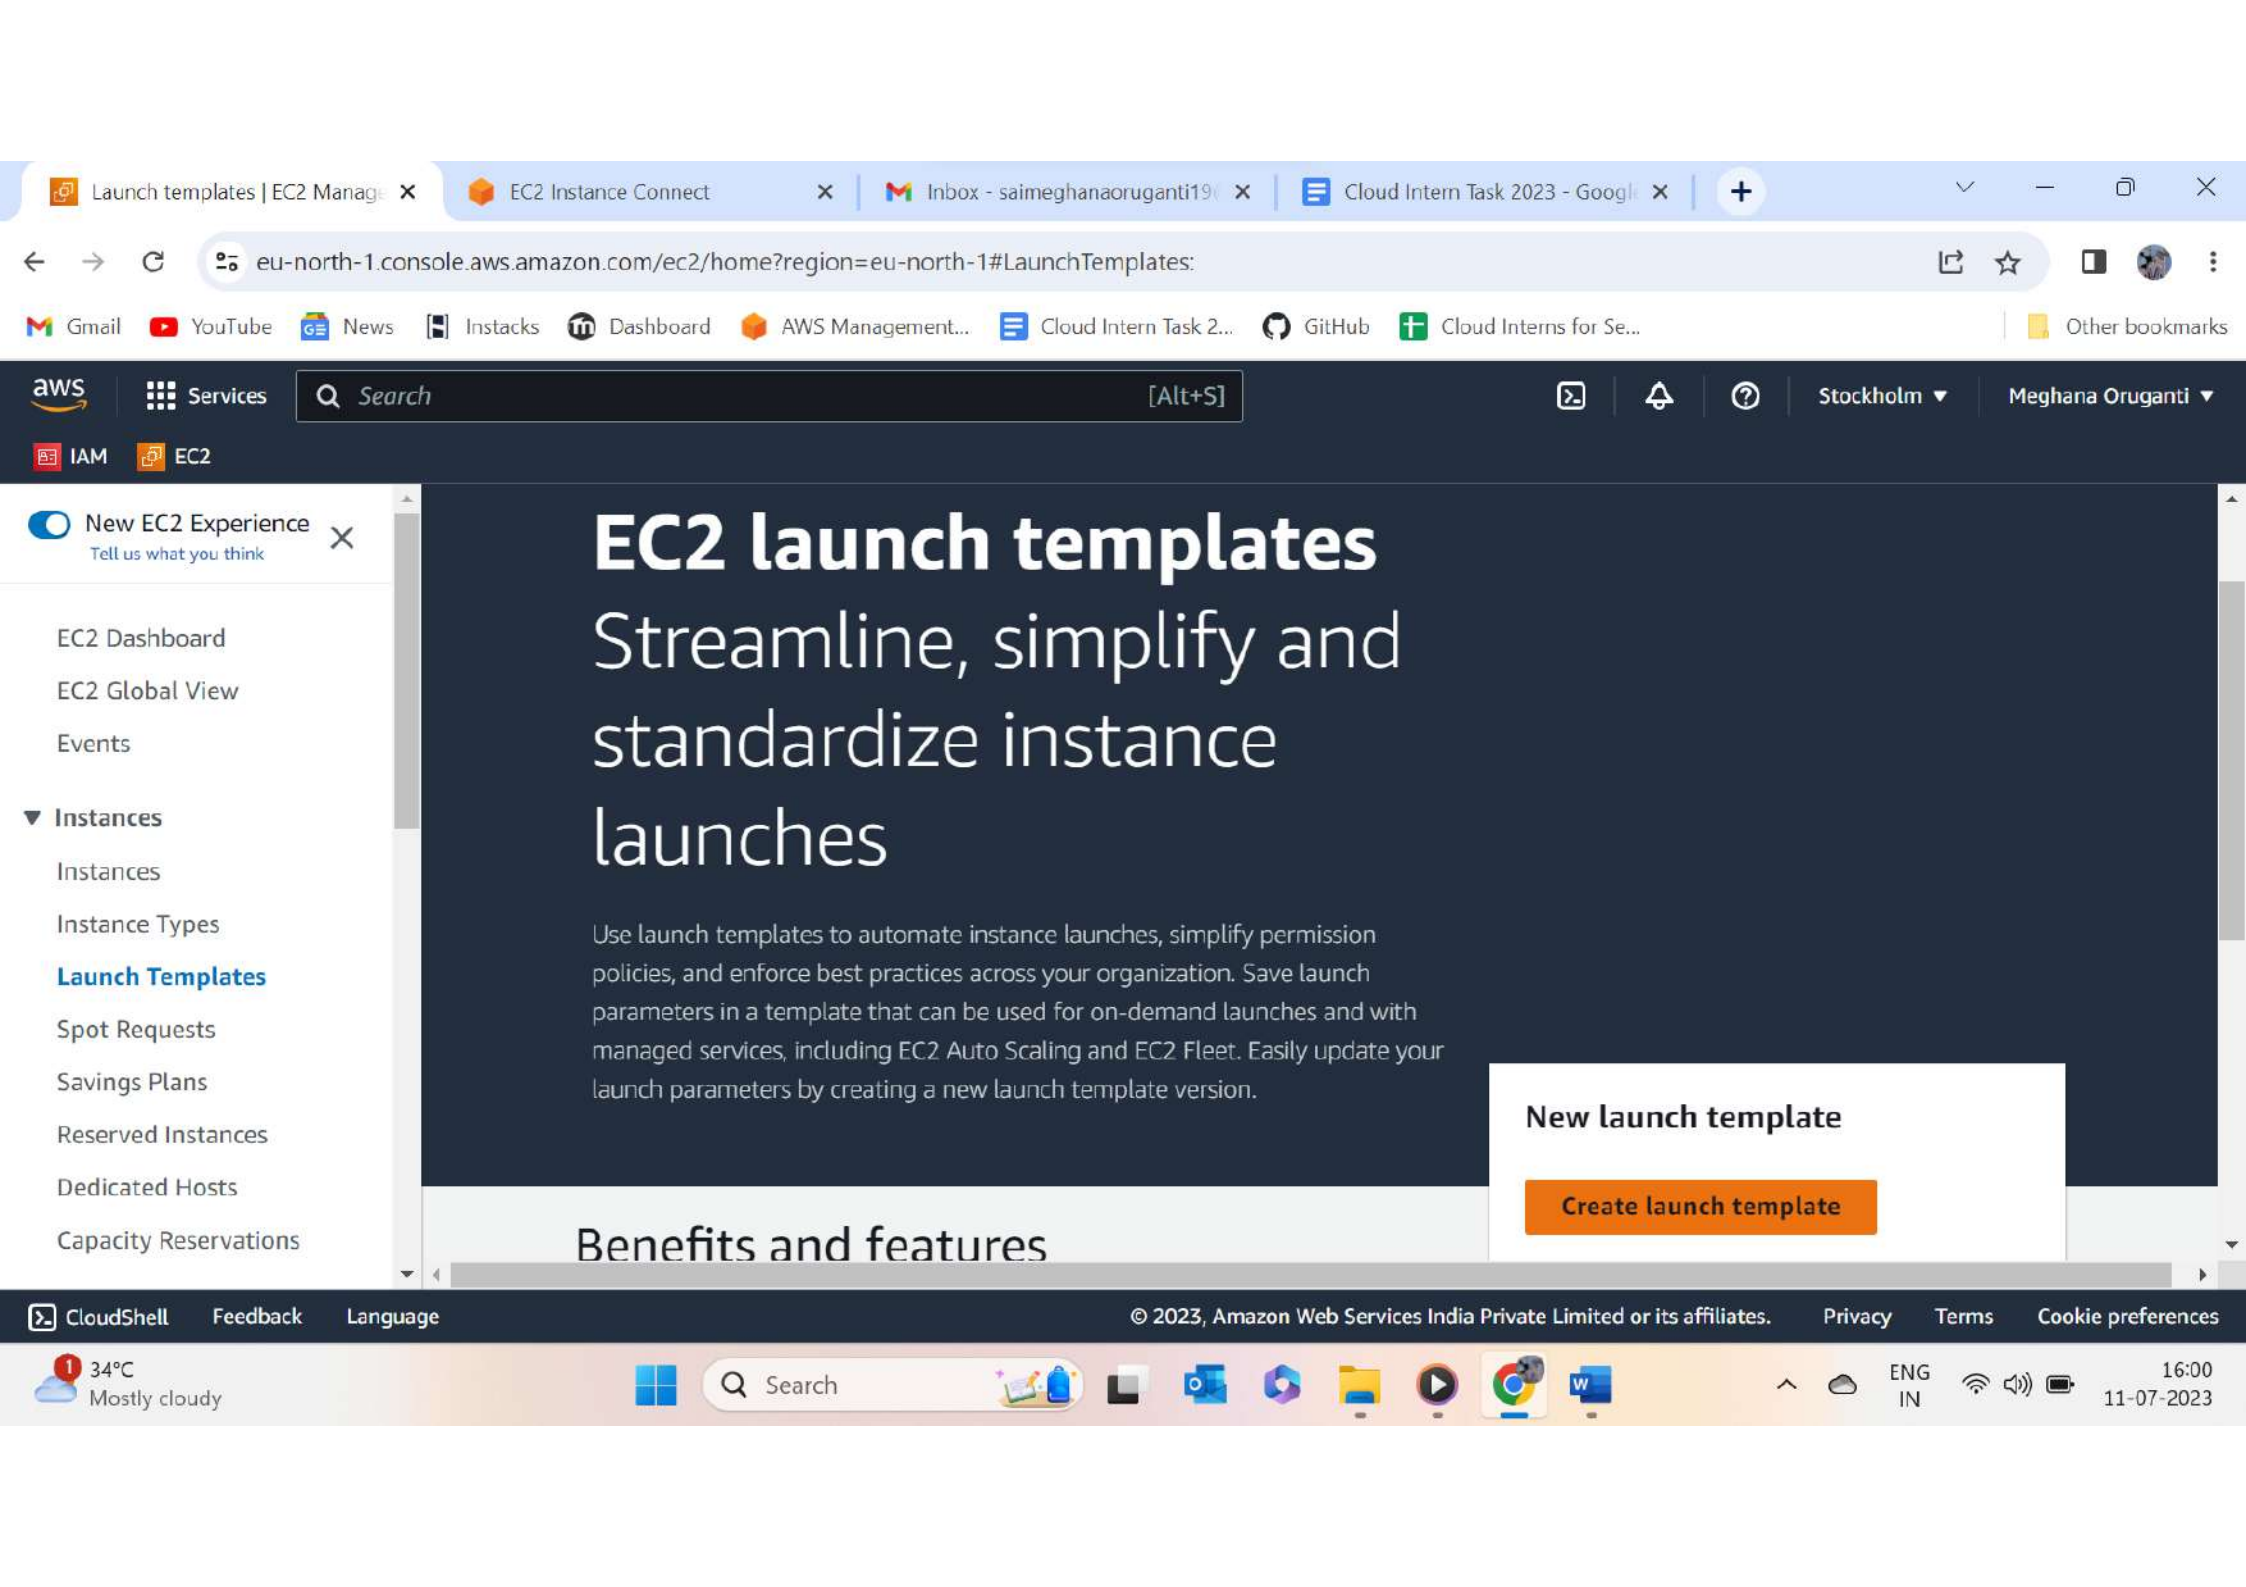 Launch templates | EC2 Manage
EC2 Instance Connect
Inbox - saimeghanaoruganti19
Cloud Intern Task 2023 - Googl
eu-north-1.console.aws.amazon.com/ec2/home?region=eu-north-1#LaunchTemplates:
Gmail
YouTube
GE News
Instacks
Dashboard
AWS Management...
Cloud Intern Task 2...
GitHub
Cloud Interns for Se...
Other bookmarks
aws
Services
Search
[Alt+S]
Stockholm
Meghana Oruganti
IAM
EC2
New EC2 Experience
Tell us what you think
EC2 Dashboard
EC2 Global View
Events
Instances
Instances
Instance Types
Launch Templates
Spot Requests
Savings Plans
Reserved Instances
Dedicated Hosts
Capacity Reservations
EC2 launch templates
Streamline, simplify and
standardize instance
launches
Use launch templates to automate instance launches, simplify permission
policies, and enforce best practices across your organization. Save launch
parameters in a template that can be used for on-demand launches and with
managed services, including EC2 Auto Scaling and EC2 Fleet. Easily update your
launch parameters by creating a new launch template version.
New launch template
Create launch template
Benefits and features
CloudShell
Feedback
Language
© 2023, Amazon Web Services India Private Limited or its affiliates.
Privacy
Terms
Cookie preferences
1
34°C
Mostly cloudy
Search
ENG
IN
16:00
11-07-2023